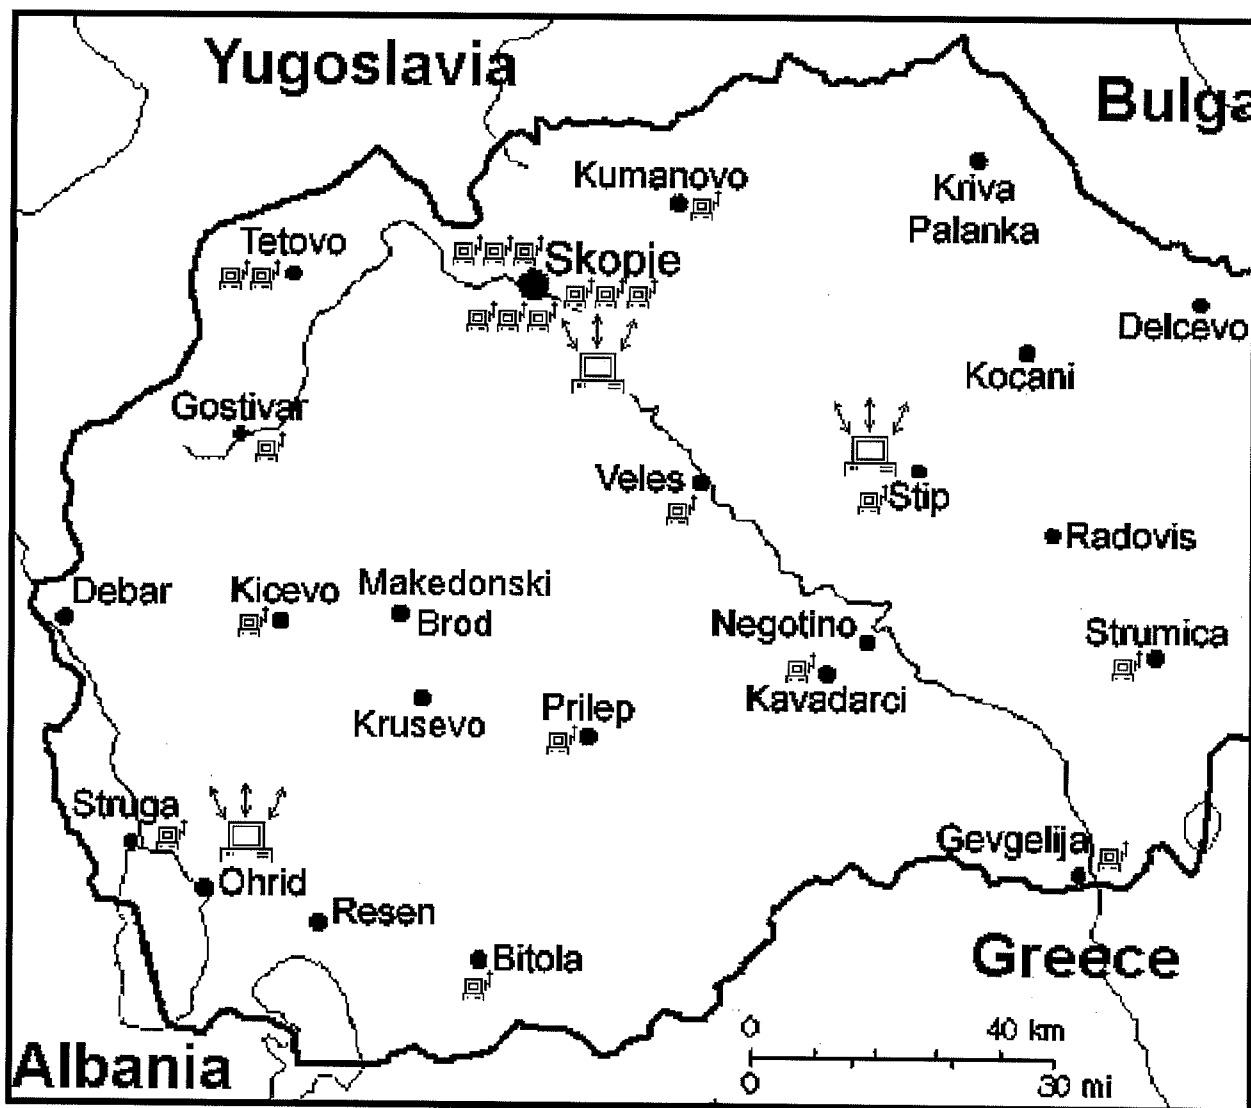 Yugoslavia
Bulga
Kumanovo
Kriva
Palanka
Tetovo
Skopje
Delcevo
Kocani
Gostivar
Veles
Stip
Radovis
Debar
Kicevo
Makedonski
Brod
Negotino
Strumica
Kavadarci
Krusevo
Prilep
Struga
Gevgelija
Ohrid
Resen
Bitola
Greece
0 40 km
Albania
0 30 mi